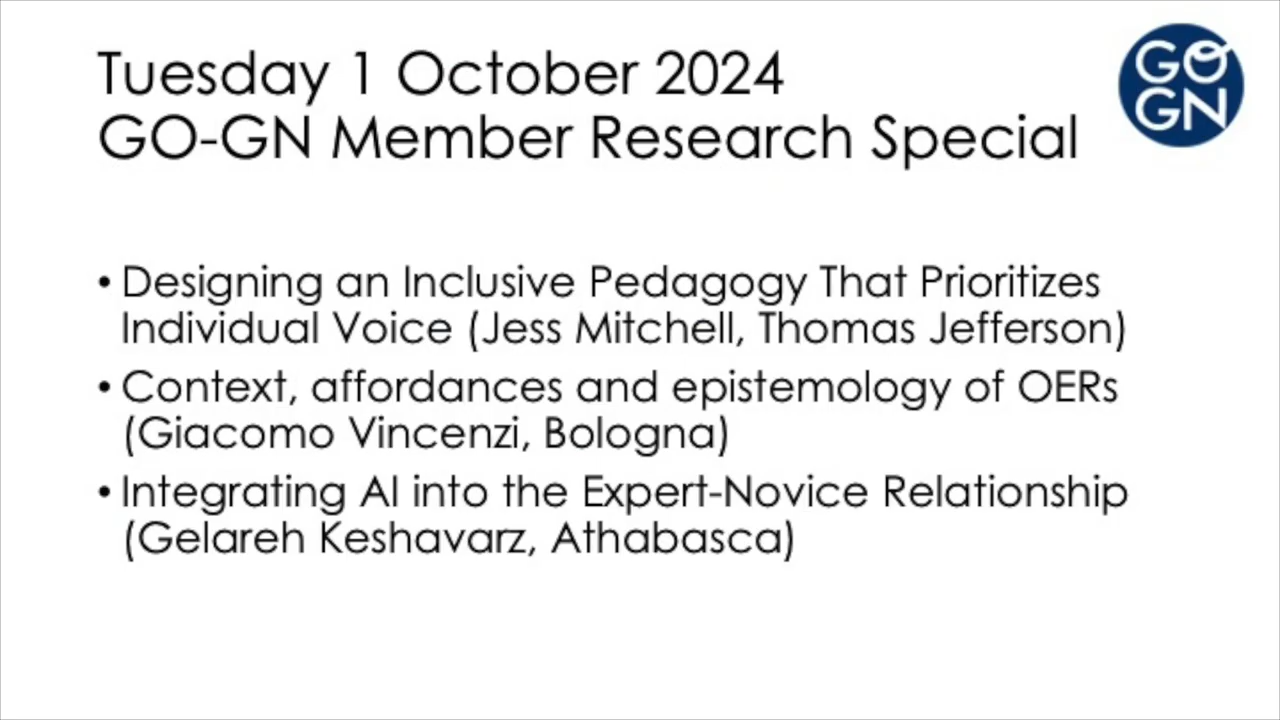 Tuesday 1 October 2024
GO-GN Member Research Special
GO
GN
• Designing an Inclusive Pedagogy That Prioritizes
Individual Voice (Jess Mitchell, Thomas Jefferson)
• Context, affordances and epistemology of OERs
(Giacomo Vincenzi, Bologna)
• Integrating AI into the Expert-Novice Relationship
(Gelareh Keshavarz, Athabasca)